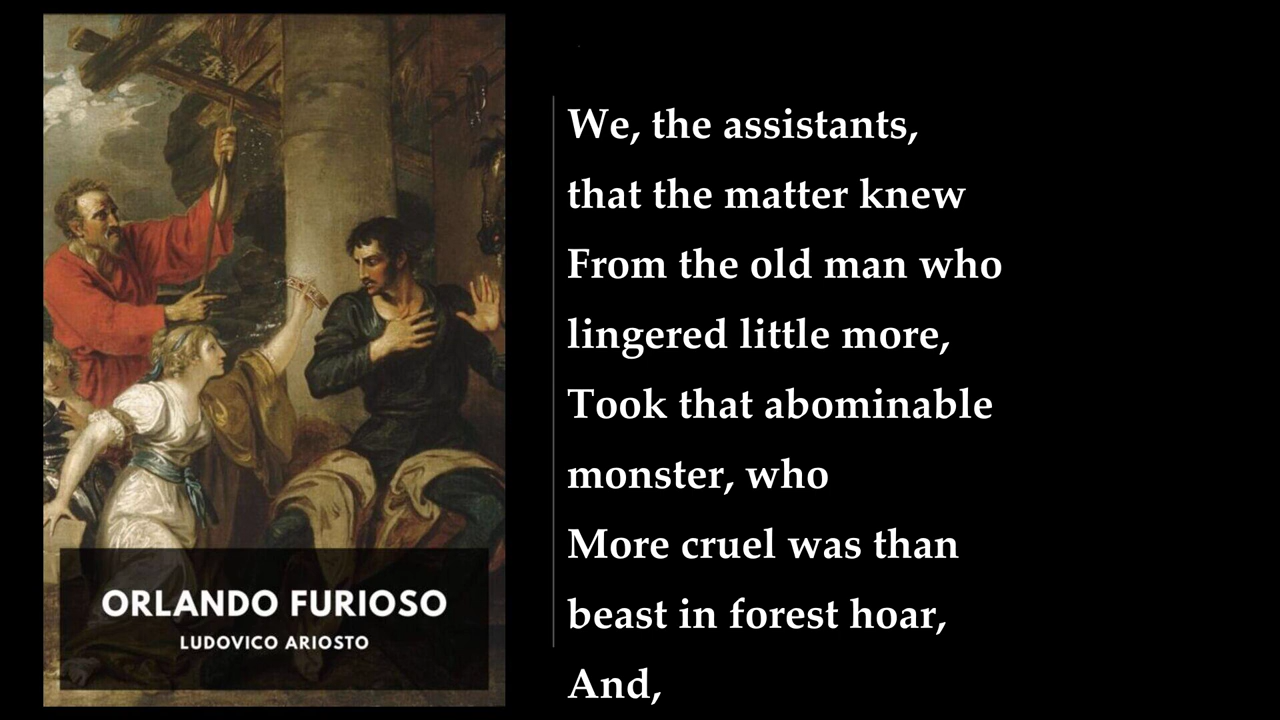 ORLANDO FURIOSO
LUDOVICO ARIOSTO
We, the assistants,
that the matter knew
From the old man who
lingered little more,
Took that abominable
monster, who
More cruel was than
beast in forest hoar,
And,